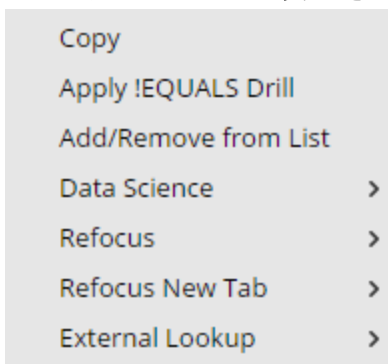 Copy
Apply !EQUALS Drill
Add/Remove from List
Data Science
Refocus
Refocus New Tab
External Lookup